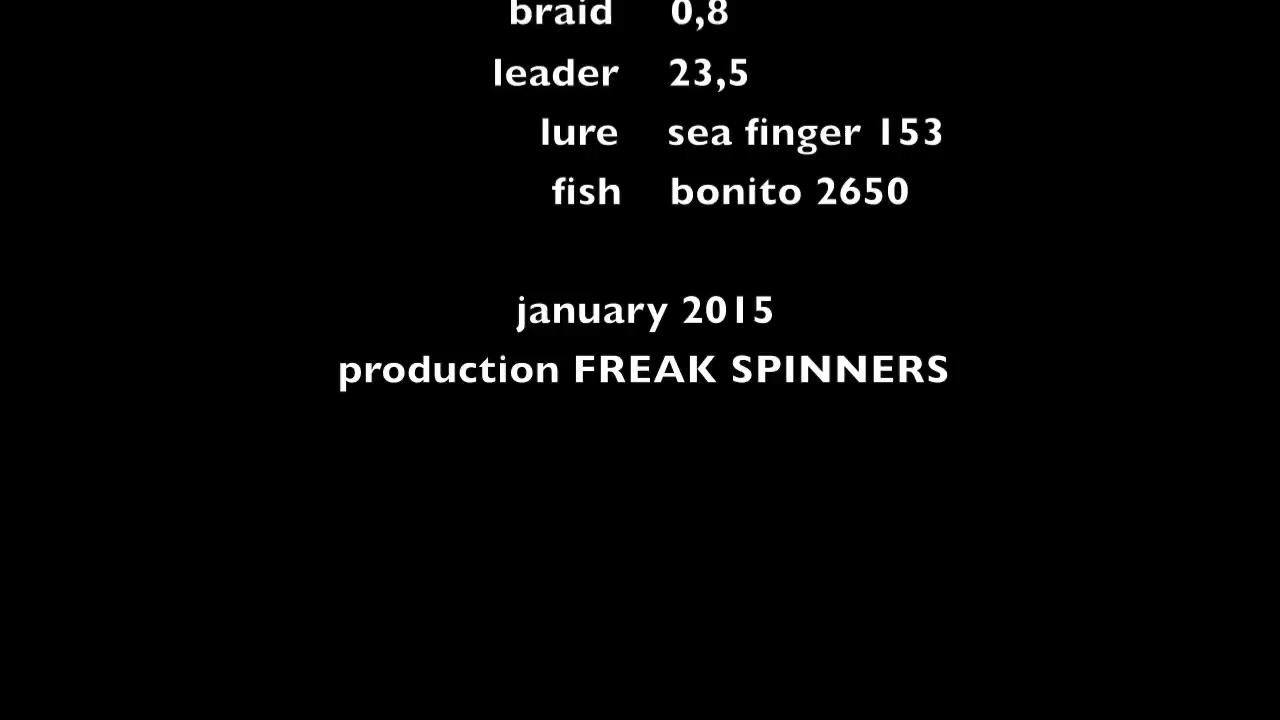 braid 0,8
leader 23,5
lure sea finger 153
fish bonito 2650
january 2015
production FREAK SPINNERS